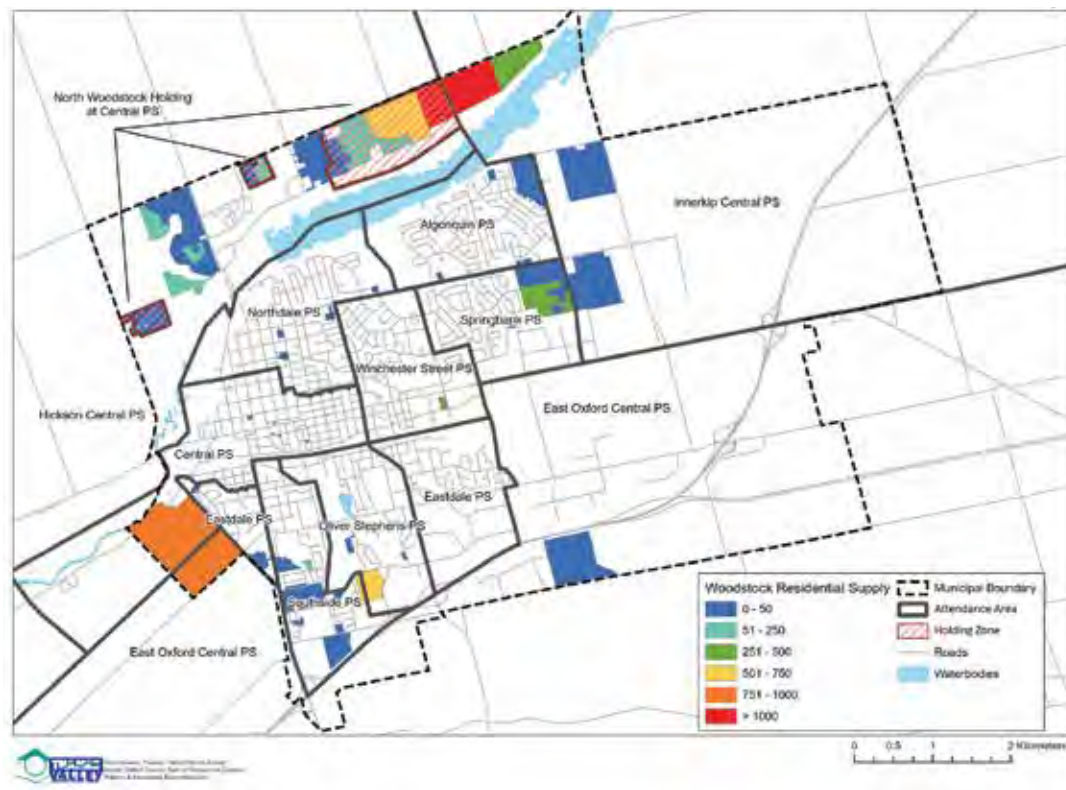 North Woodstock Holding
at Central PS
Innerkip Central PS
Algonquin PS
Northdale PS
Springbank PS
Winchester Street PS
Hickson Central PS
East Oxford Central PS
Central PS
Eastdale PS
Eastdale PS
Oliver Stephens PS
Southside PS
East Oxford Central PS
Woodstock Residential Supply
0 - 50
51 - 250
251 - 500
501 - 750
751 - 1000
> 1000
Municipal Boundary
Attendance Area
Holding Zone
Roads
Waterbodies
0 0.5 1 2 Kilometers
VALLEY